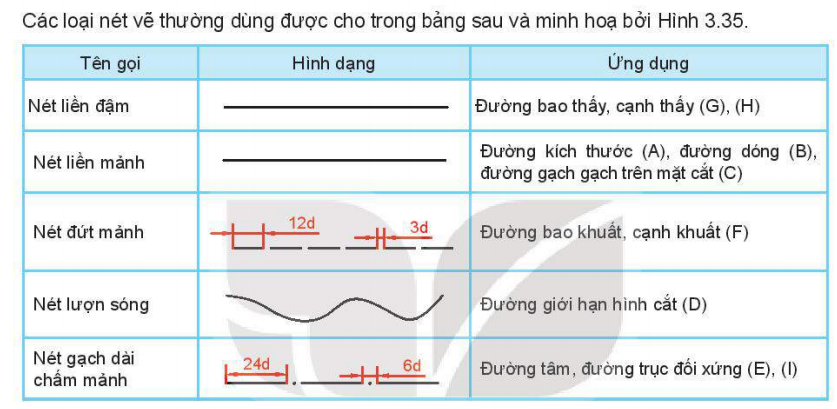 Các loại nét vẽ thường dùng được cho trong bảng sau và minh hoạ bởi Hình 3.35.
Tên gọi Hình dạng Ứng dụng
Nét liền đậm Đường bao thấy, cạnh thấy (G), (H)
Nét liền mảnh Đường kích thước (A), đường dóng (B),
đường gạch gạch trên mặt cắt (C)
Nét đứt mảnh 12d 3d Đường bao khuất, cạnh khuất (F)
Nét lượn sóng Đường giới hạn hình cắt (D)
Nét gạch dài
chấm mảnh 24d 6d Đường tâm, đường trục đối xứng (E), (I)